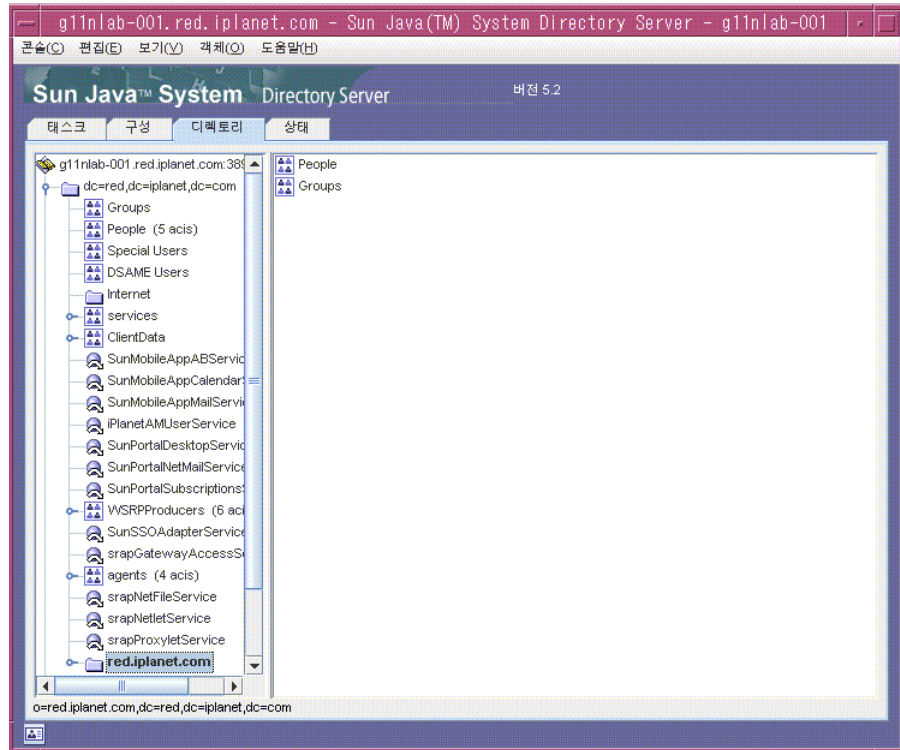 g11nlab-001.red.iplanet.com - Sun Java(TM) System Directory Server - g11nlab-001
콘솔(C) 편집(E) 보기(V) 객체(O) 도움말(H)
Sun Java™ System Directory Server 버전 5.2
태스크 구성 디렉토리 상태
g11nlab-001.red.iplanet.com:389
dc=red,dc=iplanet,dc=com
Groups
People (5 acis)
Special Users
DSAME Users
Internet
services
ClientData
SunMobileAppABServic
SunMobileAppCalendarS
SunMobileAppMailServi
iPlanetAMUserService
SunPortalDesktopServic
SunPortalNetMailService
SunPortalSubscriptionsS
WSRPProducers (6 aci
SunSSOAdapterService
srapGatewayAccessSe
agents (4 acis)
srapNetFileService
srapNetletService
srapProxyletService
red.iplanet.com
People
Groups
o=red.iplanet.com,dc=red,dc=iplanet,dc=com